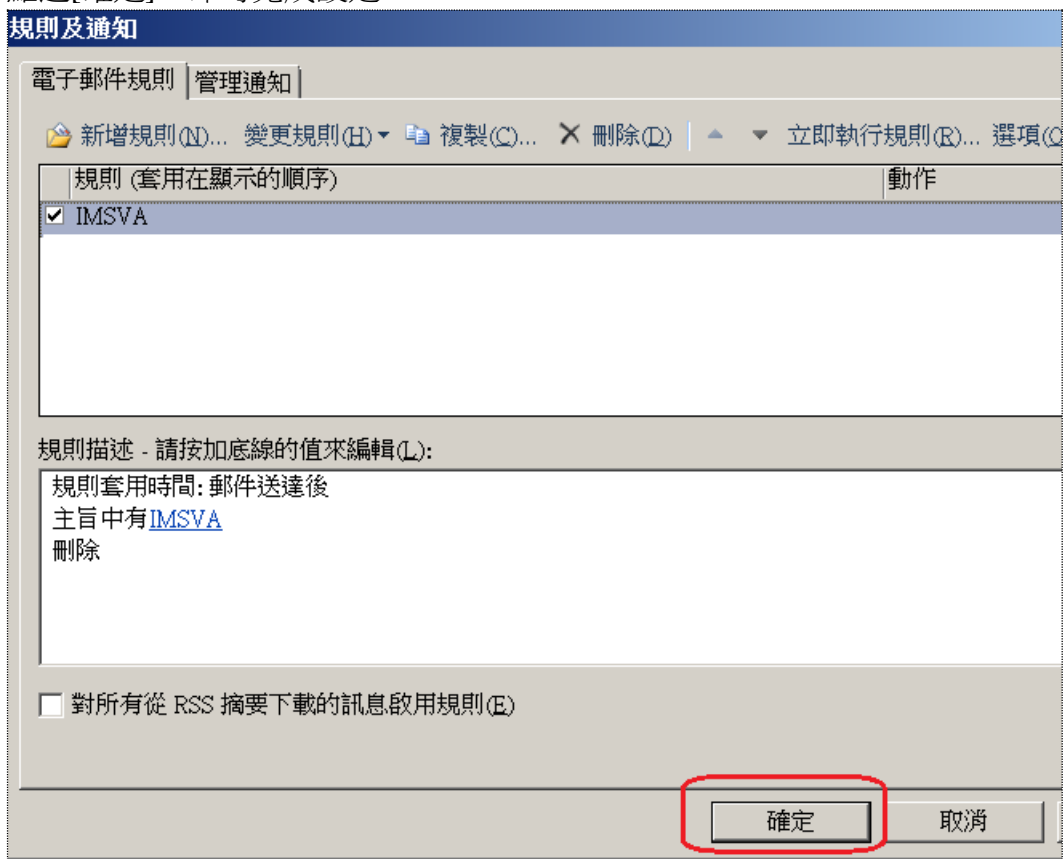 規則及通知
電子郵件規則 管理通知
新增規則(N)... 變更規則(H) 複製(C)... 刪除(D) 立即執行規則(R)... 選項(O
規則 (套用在顯示的順序) 動作
IMSVA
規則描述 - 請按加底線的值來編輯(L):
規則套用時間: 郵件送達後
主旨中有IMSVA
刪除
對所有從 RSS 摘要下載的訊息啟用規則(E)
確定 取消